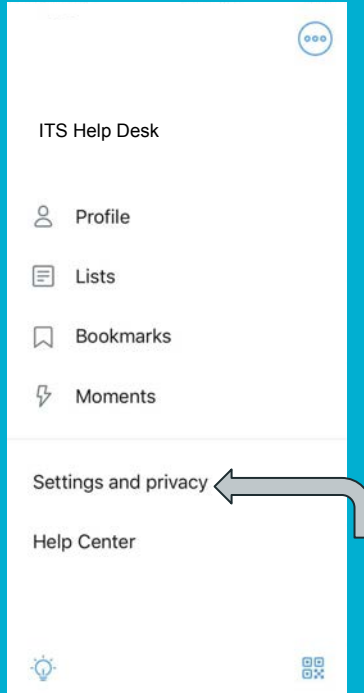 ITS Help Desk
Profile
Lists
Bookmarks
Moments
Settings and privacy
Help Center